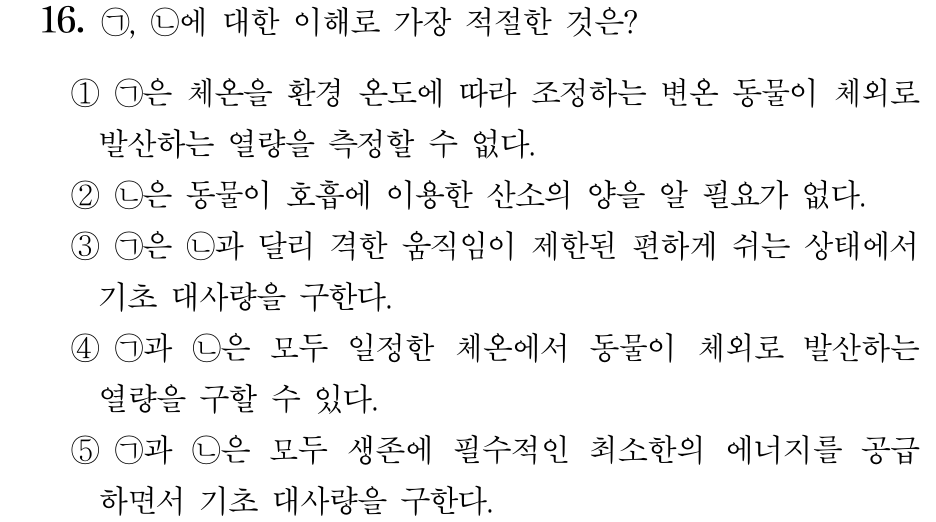 16. ㉠, ㉡에 대한 이해로 가장 적절한 것은?
① ㉠은 체온을 환경 온도에 따라 조정하는 변온 동물이 체외로
발산하는 열량을 측정할 수 없다.
② ㉡은 동물이 호흡에 이용한 산소의 양을 알 필요가 없다.
③ ㉠은 ㉡과 달리 격한 움직임이 제한된 편하게 쉬는 상태에서
기초 대사량을 구한다.
④ ㉠과 ㉡은 모두 일정한 체온에서 동물이 체외로 발산하는
열량을 구할 수 있다.
⑤ ㉠과 ㉡은 모두 생존에 필수적인 최소한의 에너지를 공급
하면서 기초 대사량을 구한다.